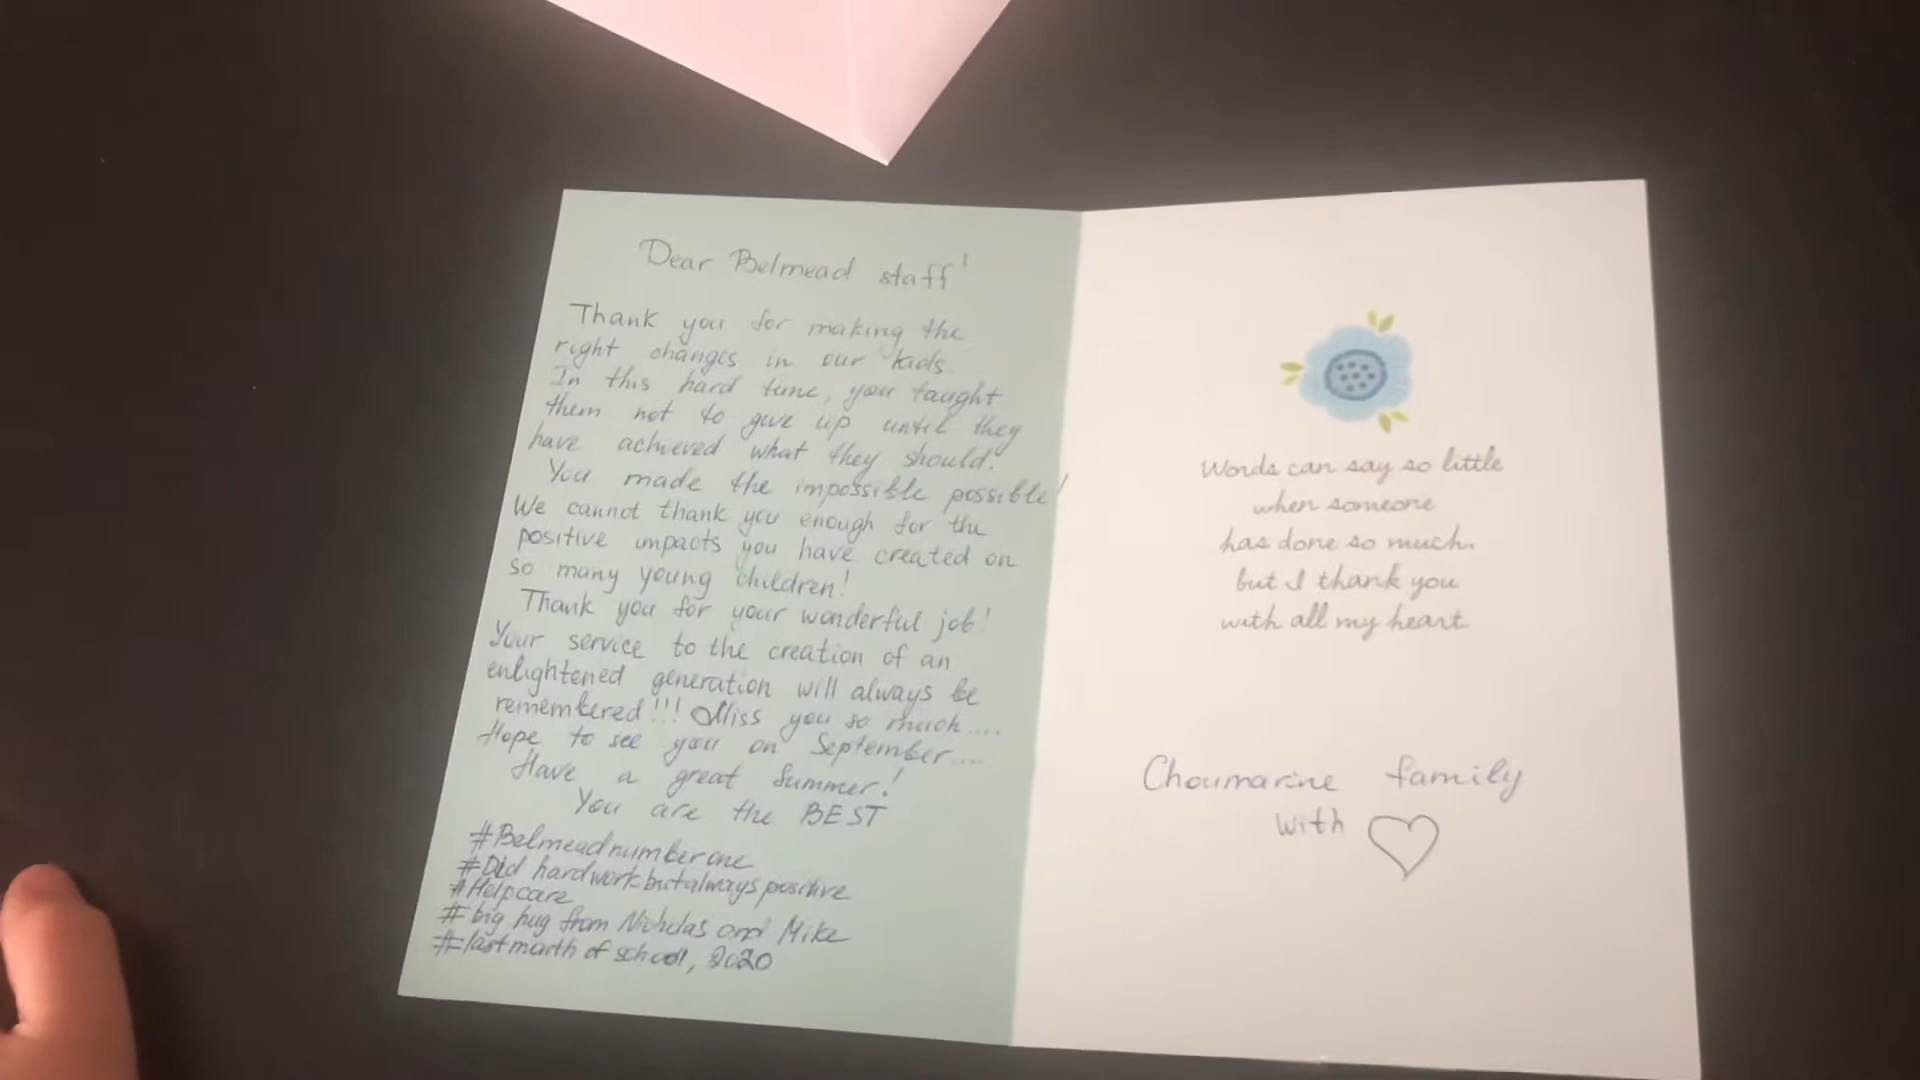 Dear Belmead staff!
Thank you for making the
right changes in our kids.
In this hard time, you taught
them not to give up until they
have achieved what they should.
You made the impossible possible!
We cannot thank you enough for the
positive impacts you have created on
so many young children!
Thank you for your wonderful job!
Your service to the creation of an
enlightened generation will always be
remembered!!! Miss you so much....
Hope to see you on September....
Have a great Summer!
You are the BEST
#Belmeadnumberone
#Did hardworkbutalwayspositive
#Helpcare
#big hug from Nicholas and Mike
#last month of school, 2020
Words can say so little
when someone
has done so much,
but I thank you
with all my heart.
Choumarine family
with